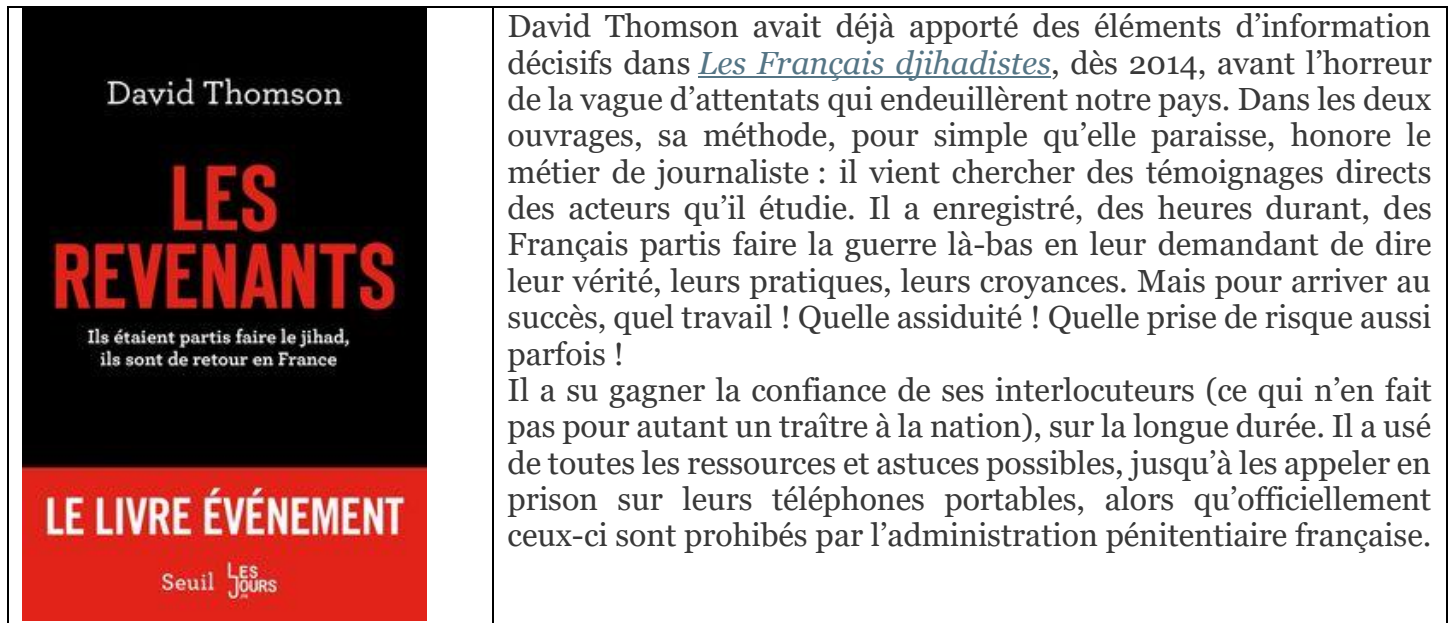 David Thomson
LES
REVENANTS
Ils étaient partis faire le jihad,
ils sont de retour en France
LE LIVRE ÉVÉNEMENT
Seuil LES
JOURS
David Thomson avait déjà apporté des éléments d’information
décisifs dans Les Français djihadistes, dès 2014, avant l’horreur
de la vague d’attentats qui endeuillèrent notre pays. Dans les deux
ouvrages, sa méthode, pour simple qu’elle paraisse, honore le
métier de journaliste : il vient chercher des témoignages directs
des acteurs qu’il étudie. Il a enregistré, des heures durant, des
Français partis faire la guerre là-bas en leur demandant de dire
leur vérité, leurs pratiques, leurs croyances. Mais pour arriver au
succès, quel travail ! Quelle assiduité ! Quelle prise de risque aussi
parfois !
Il a su gagner la confiance de ses interlocuteurs (ce qui n’en fait
pas pour autant un traître à la nation), sur la longue durée. Il a usé
de toutes les ressources et astuces possibles, jusqu’à les appeler en
prison sur leurs téléphones portables, alors qu’officiellement
ceux-ci sont prohibés par l’administration pénitentiaire française.